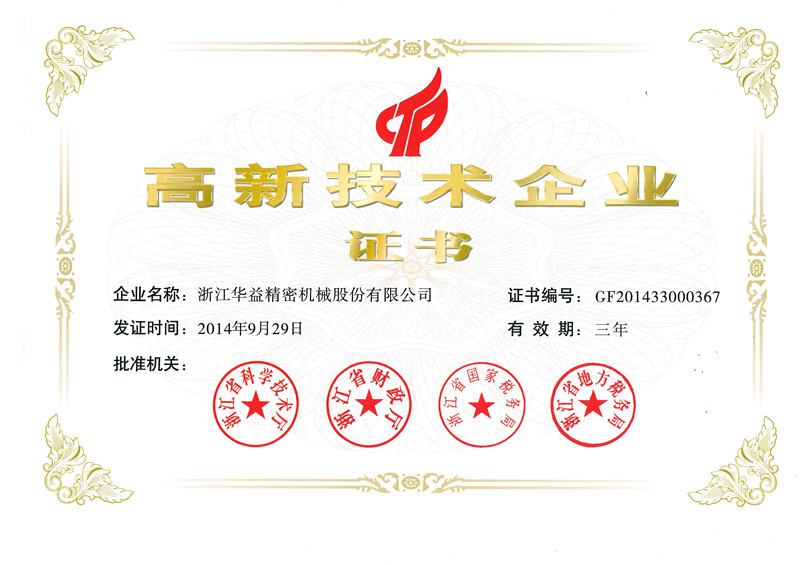 高新技术企业
证书
企业名称：浙江华益精密机械股份有限公司 证书编号：GF201433000367
发证时间：2014年9月29日 有 效 期：三年
批准机关：
浙江省科学技术厅 浙江省财政厅 浙江省国家税务局 浙江省地方税务局